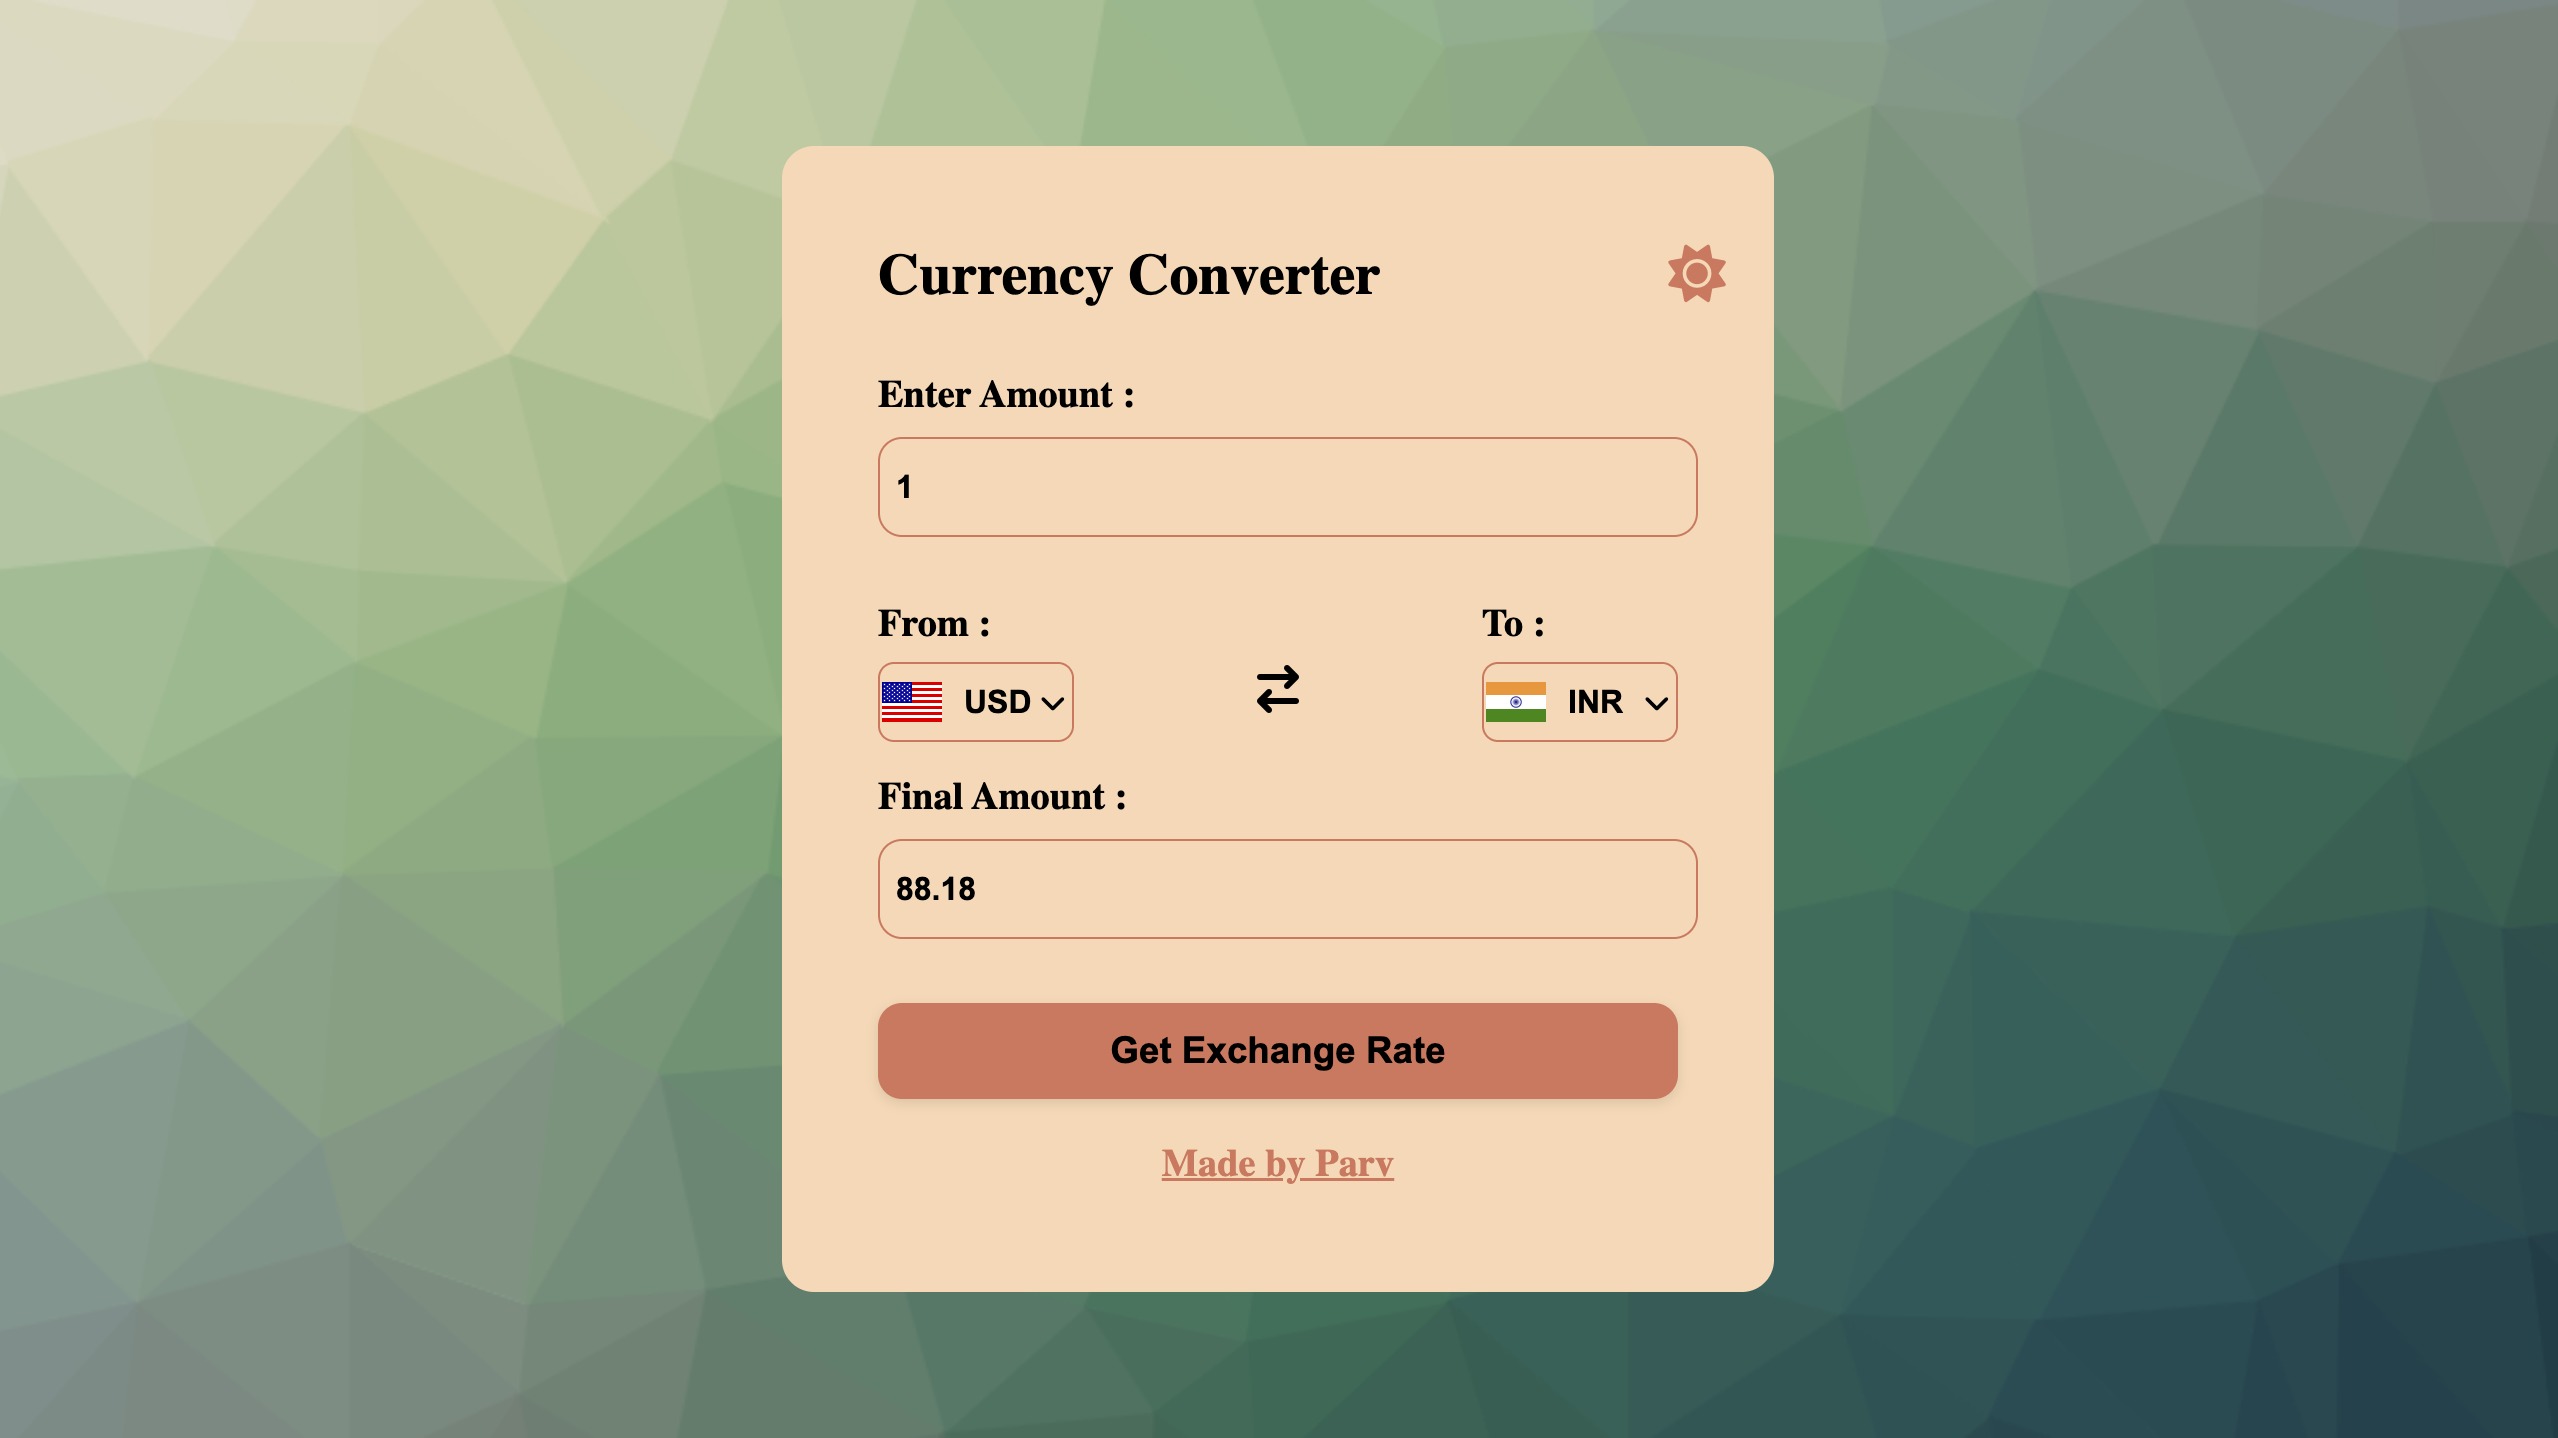 Currency Converter
Enter Amount :
1
From :
To :
USD
INR
Final Amount :
88.18
Get Exchange Rate
Made by Parv